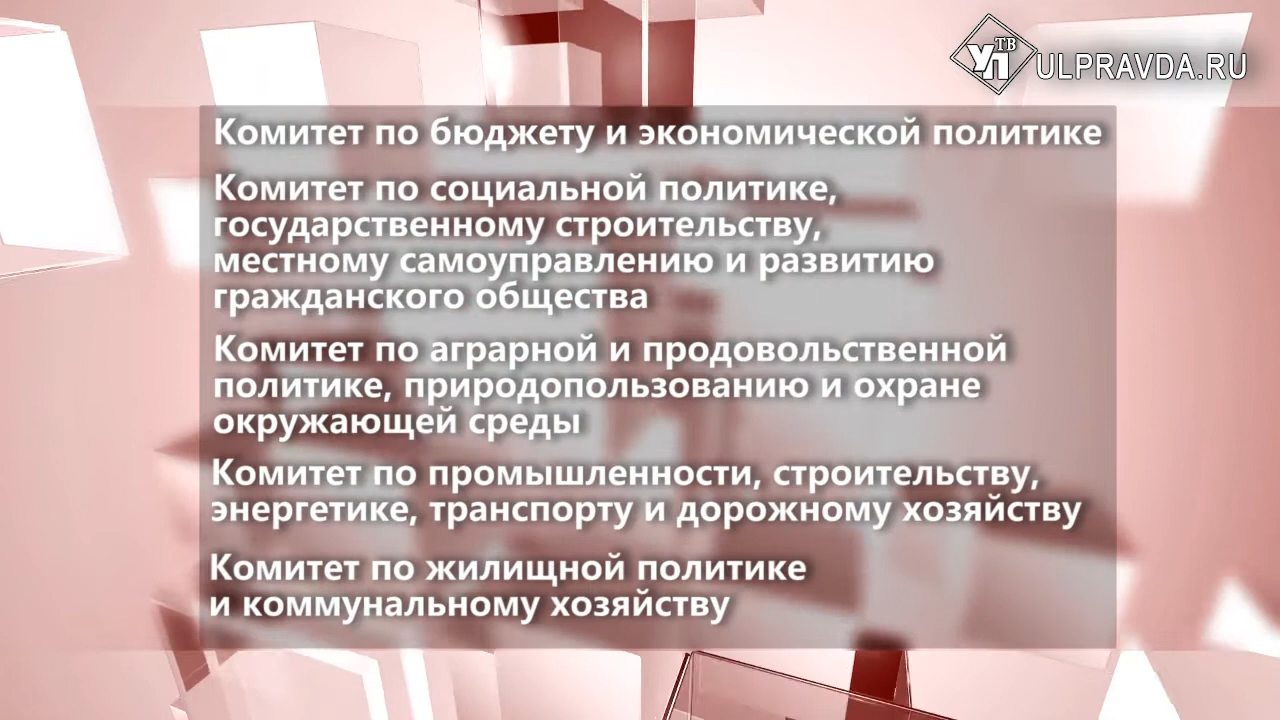 ТВ
УП
ULPRAVDA.RU
Комитет по бюджету и экономической политике
Комитет по социальной политике,
государственному строительству,
местному самоуправлению и развитию
гражданского общества
Комитет по аграрной и продовольственной
политике, природопользованию и охране
окружающей среды
Комитет по промышленности, строительству,
энергетике, транспорту и дорожному хозяйству
Комитет по жилищной политике
и коммунальному хозяйству